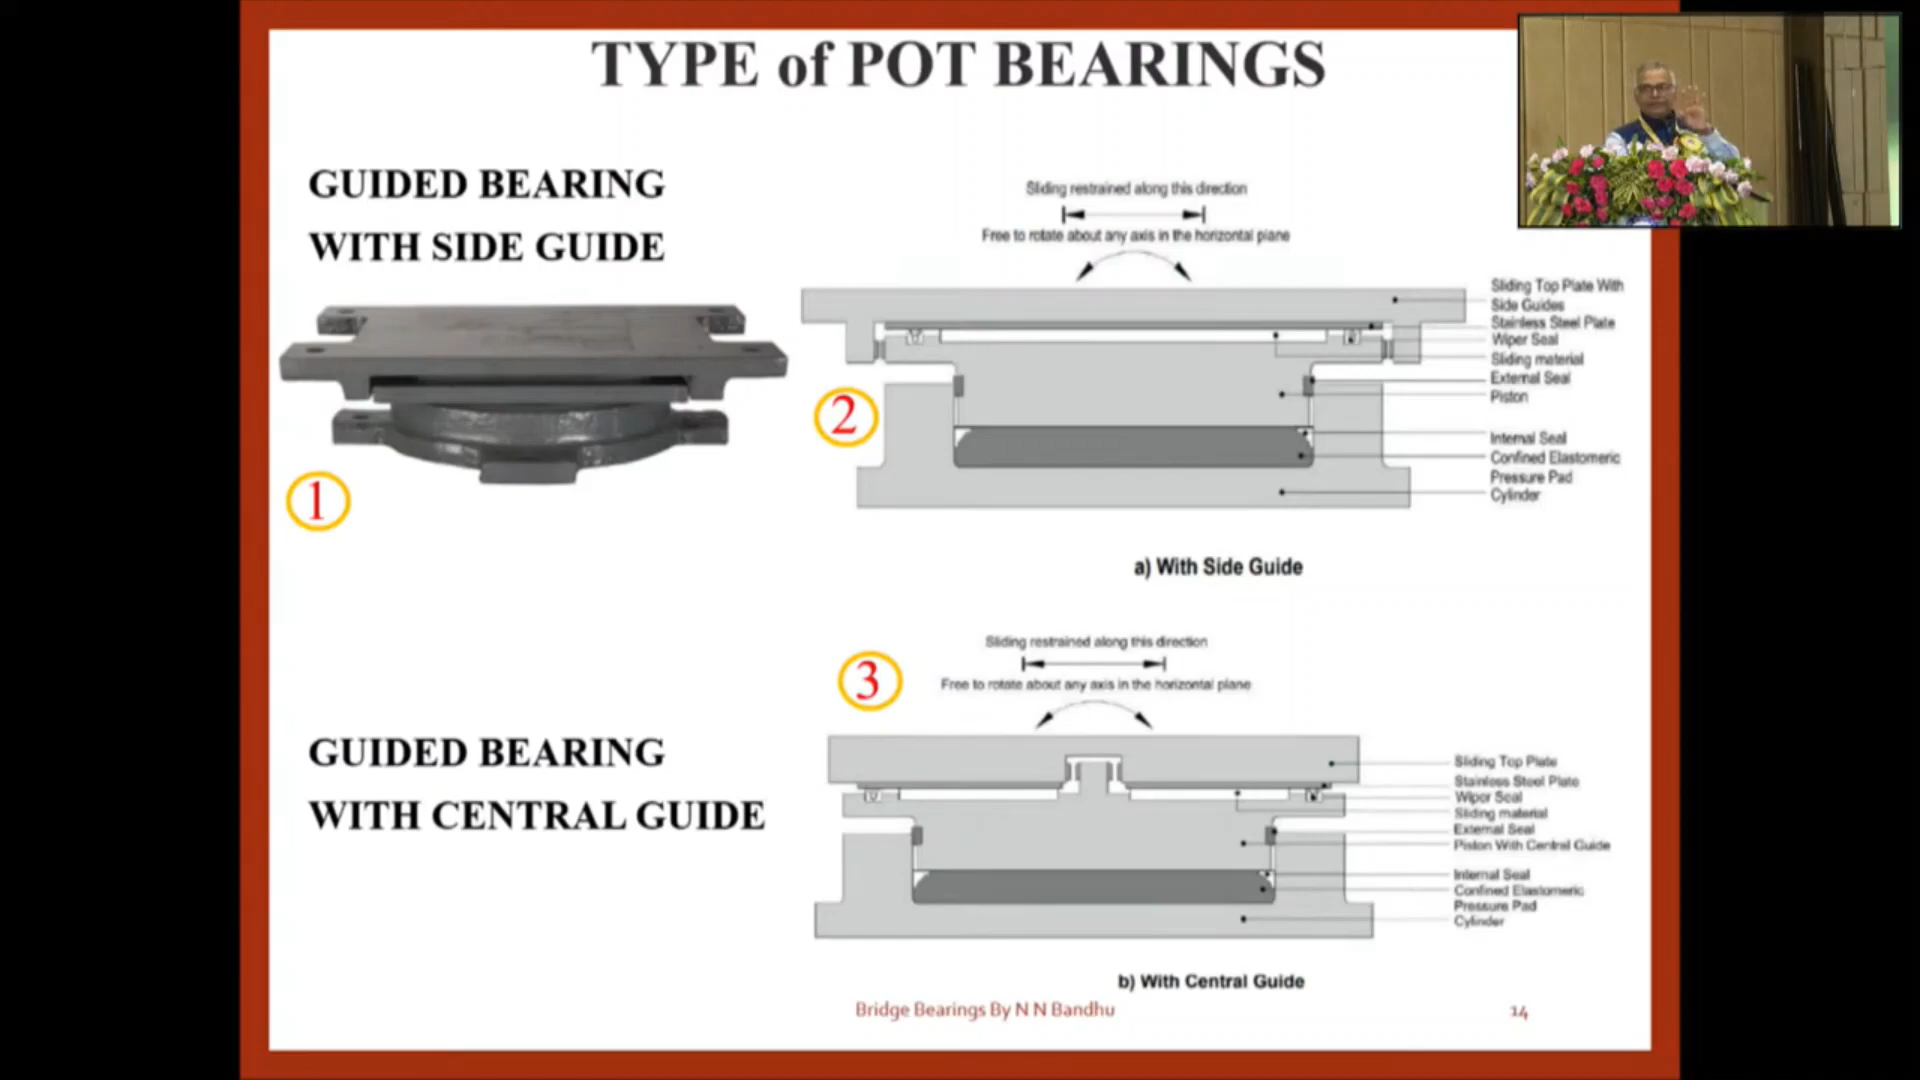 TYPE of POT BEARINGS
GUIDED BEARING
WITH SIDE GUIDE
1
Sliding restrained along this direction
Free to rotate about any axis in the horizontal plane
2
Sliding Top Plate With
Side Guides
Stainless Steel Plate
Wiper Seal
Sliding material
External Seal
Piston
Internal Seal
Confined Elastomeric
Pressure Pad
Cylinder
a) With Side Guide
GUIDED BEARING
WITH CENTRAL GUIDE
3
Sliding restrained along this direction
Free to rotate about any axis in the horizontal plane
Sliding Top Plate
Stainless Steel Plate
Wiper Seal
Sliding material
External Seal
Piston With Central Guide
Internal Seal
Confined Elastomeric
Pressure Pad
Cylinder
b) With Central Guide
Bridge Bearings By N N Bandhu
14